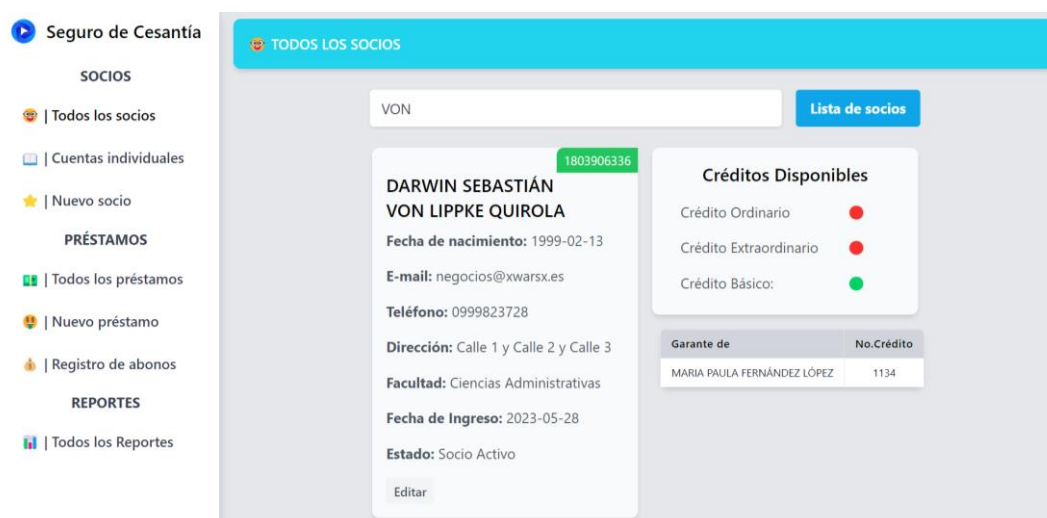 Seguro de Cesantía
SOCIOS
| Todos los socios
| Cuentas individuales
| Nuevo socio
PRÉSTAMOS
| Todos los préstamos
| Nuevo préstamo
| Registro de abonos
REPORTES
| Todos los Reportes
TODOS LOS SOCIOS
VON
Lista de socios
1803906336
DARWIN SEBASTIÁN
VON LIPPKE QUIROLA
Fecha de nacimiento: 1999-02-13
E-mail: negocios@xwarsx.es
Teléfono: 0999823728
Dirección: Calle 1 y Calle 2 y Calle 3
Facultad: Ciencias Administrativas
Fecha de Ingreso: 2023-05-28
Estado: Socio Activo
Editar
Créditos Disponibles
Crédito Ordinario
Crédito Extraordinario
Crédito Básico:
Garante de No.Crédito
MARIA PAULA FERNÁNDEZ LÓPEZ 1134